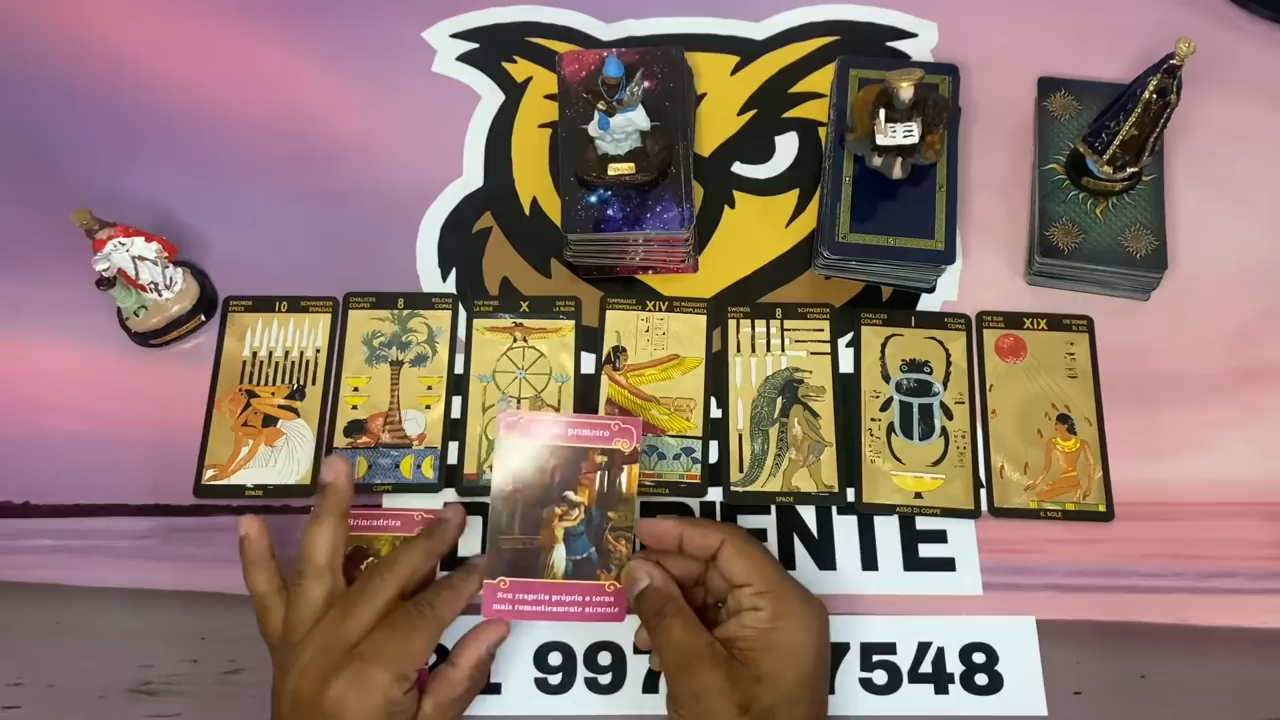 SWORDS 10 SCHWERTER
EPEES ESPADAS
SPADE
CHALICES 8 KELCHE
COUPES COPAS
COPPE
THE WHEEL X DAS RAD
LA ROUE LA RUEDA
TEMPERANCE XIV DIE MÄSSIGKEIT
LA TEMPERANCE LA TEMPLANZA
SWORDS 8 SCHWERTER
EPEES ESPADAS
SPADE
CHALICES 1 KELCHE
COUPES COPAS
ASSO DI COPPE
THE SUN XIX DIE SONNE
LE SOLEIL EL SOL
IL SOLE
primeiro
Seu respeito próprio o torna
mais romanticamente atraente
Brincadeira
997 7548